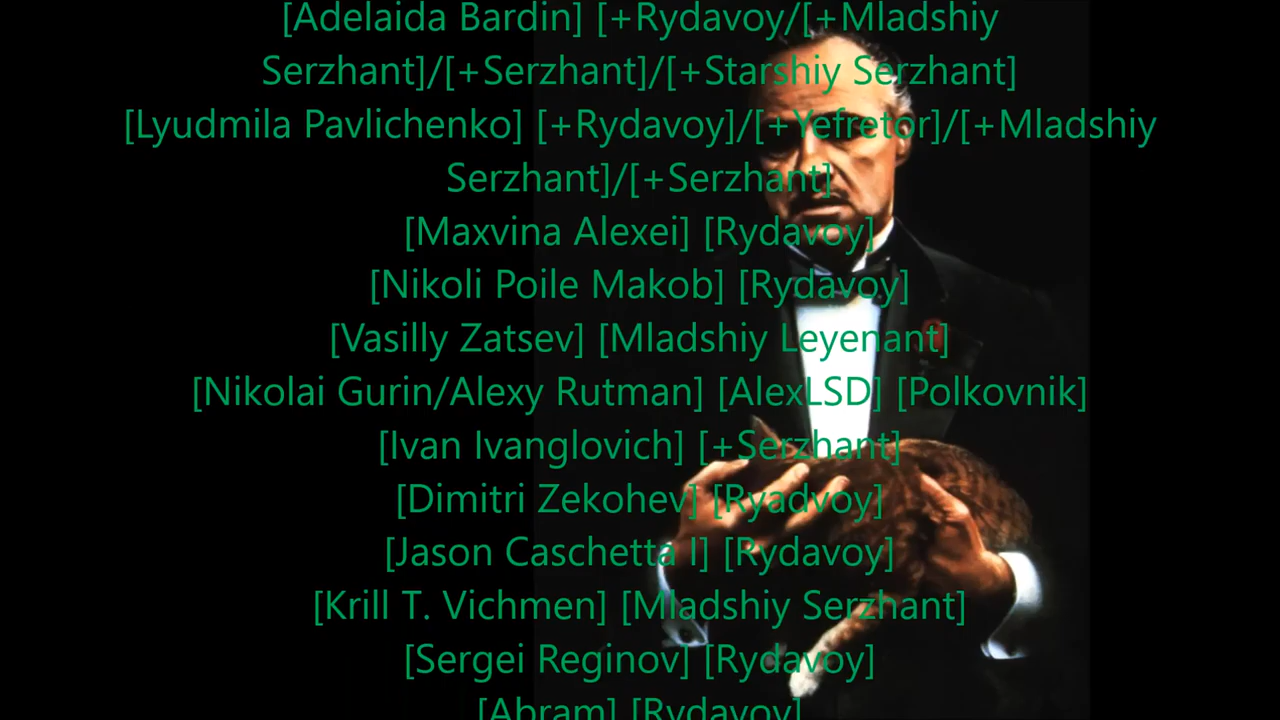 [Adelaida Bardin] [+Rydavoy/[+Mladshiy
Serzhant]/[+Serzhant]/[+Starshiy Serzhant]
[Lyudmila Pavlichenko] [+Rydavoy]/[+Yefretor]/[+Mladshiy
Serzhant]/[+Serzhant]
[Maxvina Alexei] [Rydavoy]
[Nikoli Poile Makob] [Rydavoy]
[Vasilly Zatsev] [Mladshiy Leyenant]
[Nikolai Gurin/Alexy Rutman] [AlexLSD] [Polkovnik]
[Ivan Ivanglovich] [+Serzhant]
[Dimitri Zekohev] [Ryadvoy]
[Jason Caschetta I] [Rydavoy]
[Krill T. Vichmen] [Mladshiy Serzhant]
[Sergei Reginov] [Rydavoy]
[Abram] [Rydavoy]